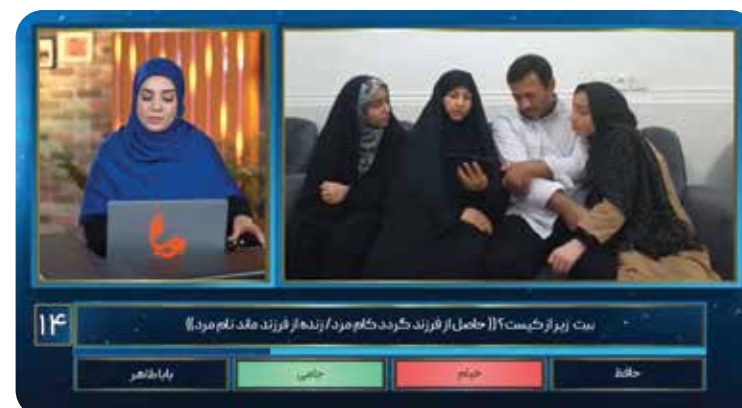 بیت زیر از کیست؟ (( حاصل از فرزند گردد کام مرد / زنده از فرزند ماند نام مرد ))
۱۴
حافظ
خیام
جامی
باباطاهر